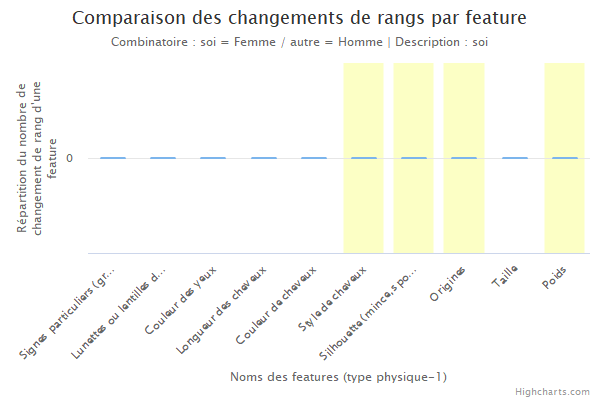 Comparaison des changements de rangs par feature
Combinatoire : soi = Femme / autre = Homme | Description : soi
Répartition du nombre de
changement de rang d'une
feature
0
Signes particuliers (gr...
Lunettes ou lentilles d...
Couleur des yeux
Longueur des cheveux
Couleur de cheveux
Style de cheveux
Silhouette (mince,s po...
Origines
Taille
Poids
Noms des features (type physique-1)
Highcharts.com